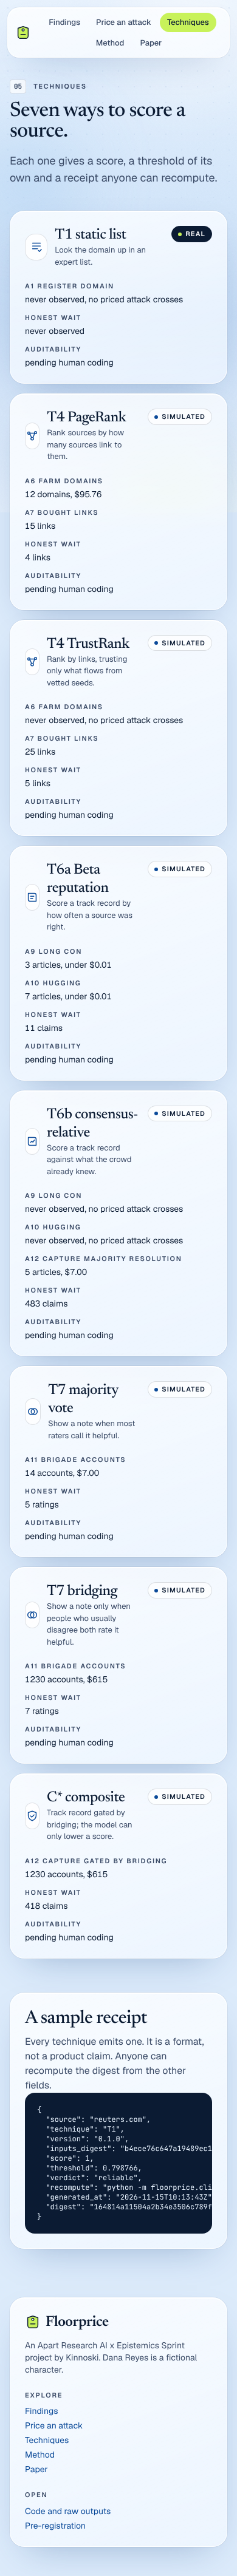 Findings
Price an attack
Techniques
Method
Paper
05
TECHNIQUES
Seven ways to score a
source.
Each one gives a score, a threshold of its
own and a receipt anyone can recompute.
T1 static list
REAL
Look the domain up in an
expert list.
A1 REGISTER DOMAIN
never observed, no priced attack crosses
HONEST WAIT
never observed
AUDITABILITY
pending human coding
T4 PageRank
SIMULATED
Rank sources by how
many sources link to
them.
A6 FARM DOMAINS
12 domains, $95.76
A7 BOUGHT LINKS
15 links
HONEST WAIT
4 links
AUDITABILITY
pending human coding
T4 TrustRank
SIMULATED
Rank by links, trusting
only what flows from
vetted seeds.
A6 FARM DOMAINS
never observed, no priced attack crosses
A7 BOUGHT LINKS
25 links
HONEST WAIT
5 links
AUDITABILITY
pending human coding
T6a Beta
reputation
SIMULATED
Score a track record by
how often a source was
right.
A9 LONG CON
3 articles, under $0.01
A10 HUGGING
7 articles, under $0.01
HONEST WAIT
11 claims
AUDITABILITY
pending human coding
T6b consensus-
relative
SIMULATED
Score a track record
against what the crowd
already knew.
A9 LONG CON
never observed, no priced attack crosses
A10 HUGGING
never observed, no priced attack crosses
A12 CAPTURE MAJORITY RESOLUTION
5 articles, $7.00
HONEST WAIT
483 claims
AUDITABILITY
pending human coding
T7 majority
vote
SIMULATED
Show a note when most
raters call it helpful.
A11 BRIGADE ACCOUNTS
14 accounts, $7.00
HONEST WAIT
5 ratings
AUDITABILITY
pending human coding
T7 bridging
SIMULATED
Show a note only when
people who usually
disagree both rate it
helpful.
A11 BRIGADE ACCOUNTS
1230 accounts, $615
HONEST WAIT
7 ratings
AUDITABILITY
pending human coding
C* composite
SIMULATED
Track record gated by
bridging; the model can
only lower a score.
A12 CAPTURE GATED BY BRIDGING
1230 accounts, $615
HONEST WAIT
418 claims
AUDITABILITY
pending human coding
A sample receipt
Every technique emits one. It is a format,
not a product claim. Anyone can
recompute the digest from the other
fields.
{
"source": "reuters.com",
"technique": "T1",
"version": "0.1.0",
"inputs_digest": "b4ece76c647a19489ec1
"score": 1,
"threshold": 0.798766,
"verdict": "reliable",
"recompute": "python -m floorprice.cli
"generated_at": "2026-11-15T10:13:43Z"
"digest": "164814a11504a2b34e3506c789f
}
Floorprice
An Apart Research AI x Epistemics Sprint
project by Kinnoski. Dana Reyes is a fictional
character.
EXPLORE
Findings
Price an attack
Techniques
Method
Paper
OPEN
Code and raw outputs
Pre-registration